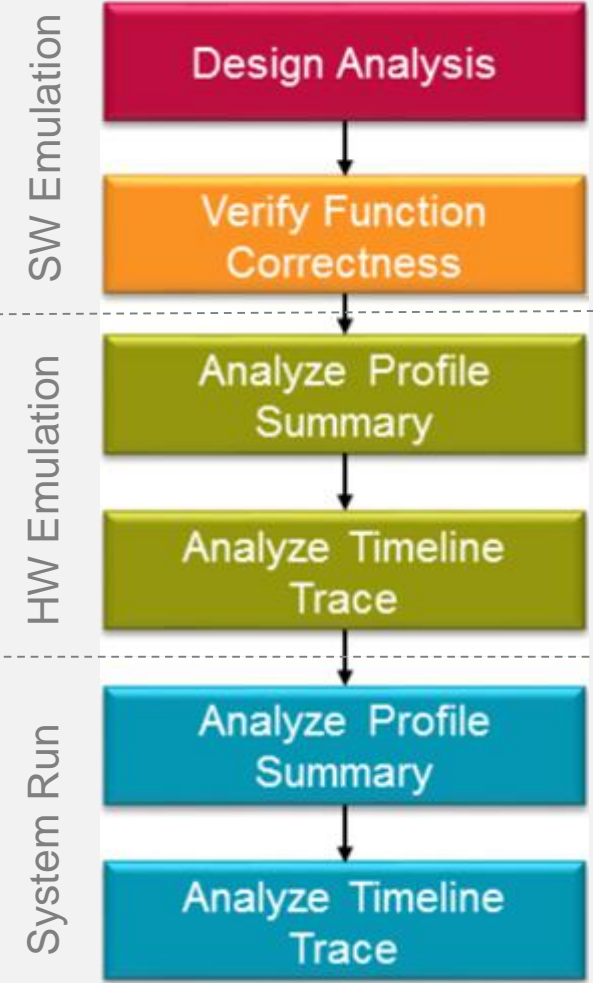 SW Emulation
Design Analysis
Verify Function
Correctness
HW Emulation
Analyze Profile
Summary
Analyze Timeline
Trace
System Run
Analyze Profile
Summary
Analyze Timeline
Trace